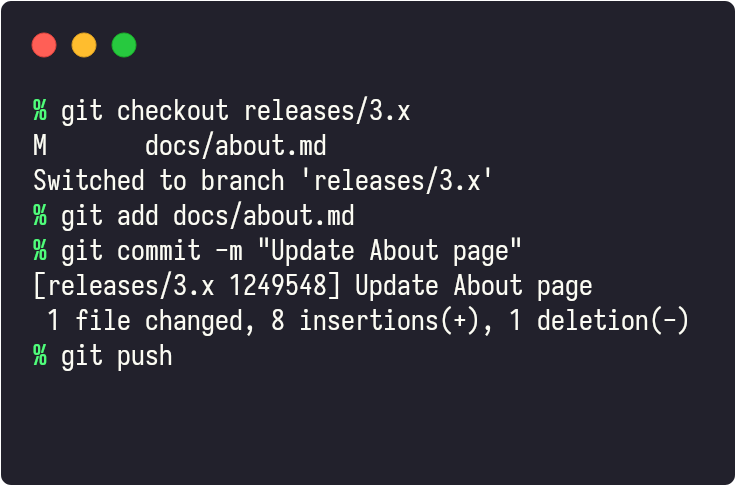 % git checkout releases/3.x
M       docs/about.md
Switched to branch 'releases/3.x'
% git add docs/about.md
% git commit -m "Update About page"
[releases/3.x 1249548] Update About page
 1 file changed, 8 insertions(+), 1 deletion(-)
% git push